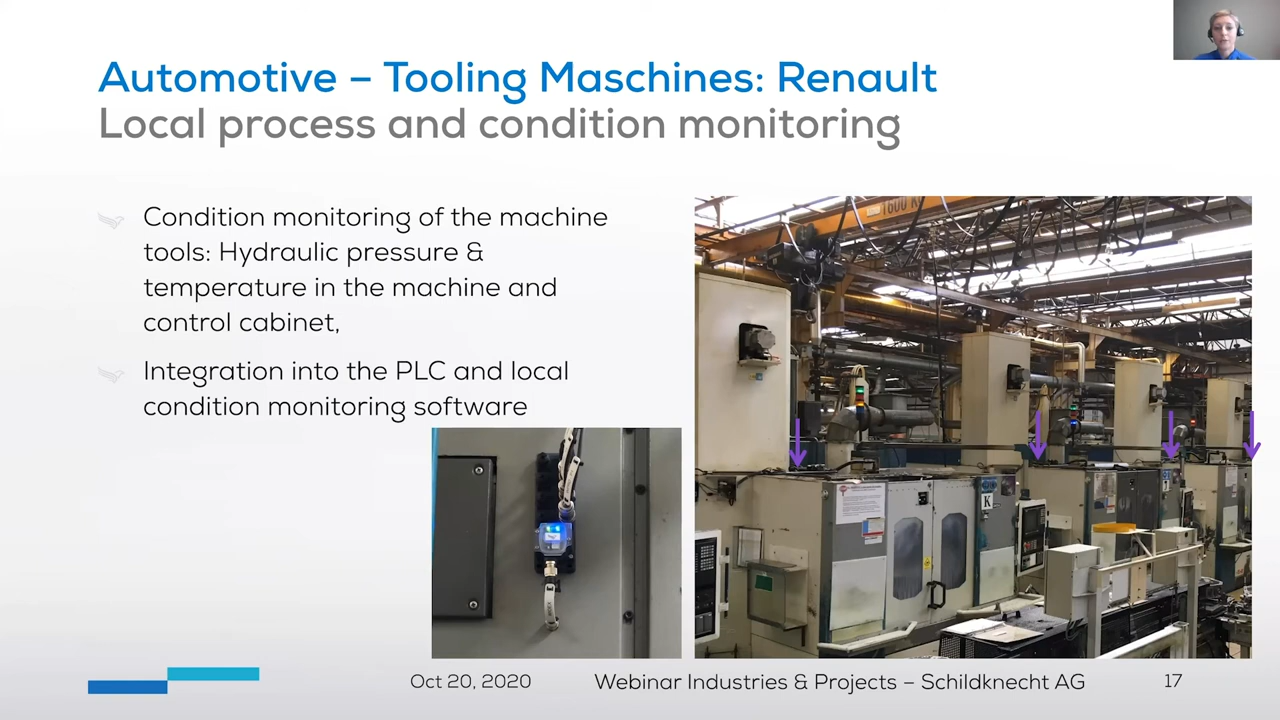 Automotive – Tooling Maschines: Renault
Local process and condition monitoring
Condition monitoring of the machine
tools: Hydraulic pressure &
temperature in the machine and
control cabinet,
Integration into the PLC and local
condition monitoring software
1600 K
K
Oct 20, 2020
Webinar Industries & Projects – Schildknecht AG
17